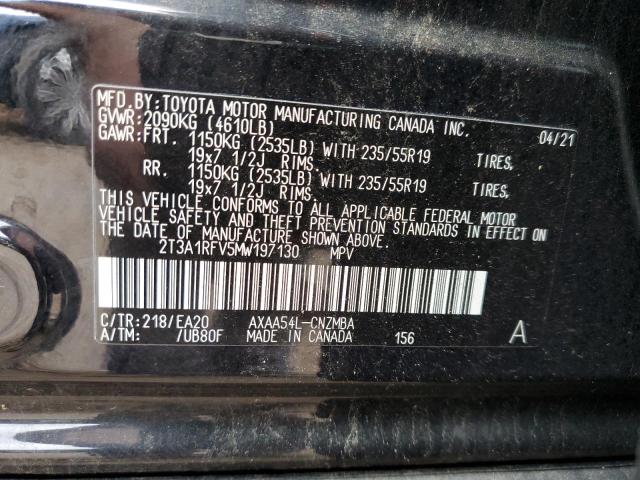 MFD. BY: TOYOTA MOTOR MANUFACTURING CANADA INC. 04/21
GVWR: 2090KG (4610LB)
GAWR: FRT. 1150KG (2535LB) WITH 235/55R19 TIRES,
19x7 1/2J RIMS.
RR. 1150KG (2535LB) WITH 235/55R19 TIRES,
19x7 1/2J RIMS.
THIS VEHICLE CONFORMS TO ALL APPLICABLE FEDERAL MOTOR
VEHICLE SAFETY AND THEFT PREVENTION STANDARDS IN EFFECT ON
THE DATE OF MANUFACTURE SHOWN ABOVE.
2T3A1RFV5MW197130 MPV
C/TR: 218/EA20 AXAA54L-CNZMBA
A/TM: /UB80F MADE IN CANADA 156 A